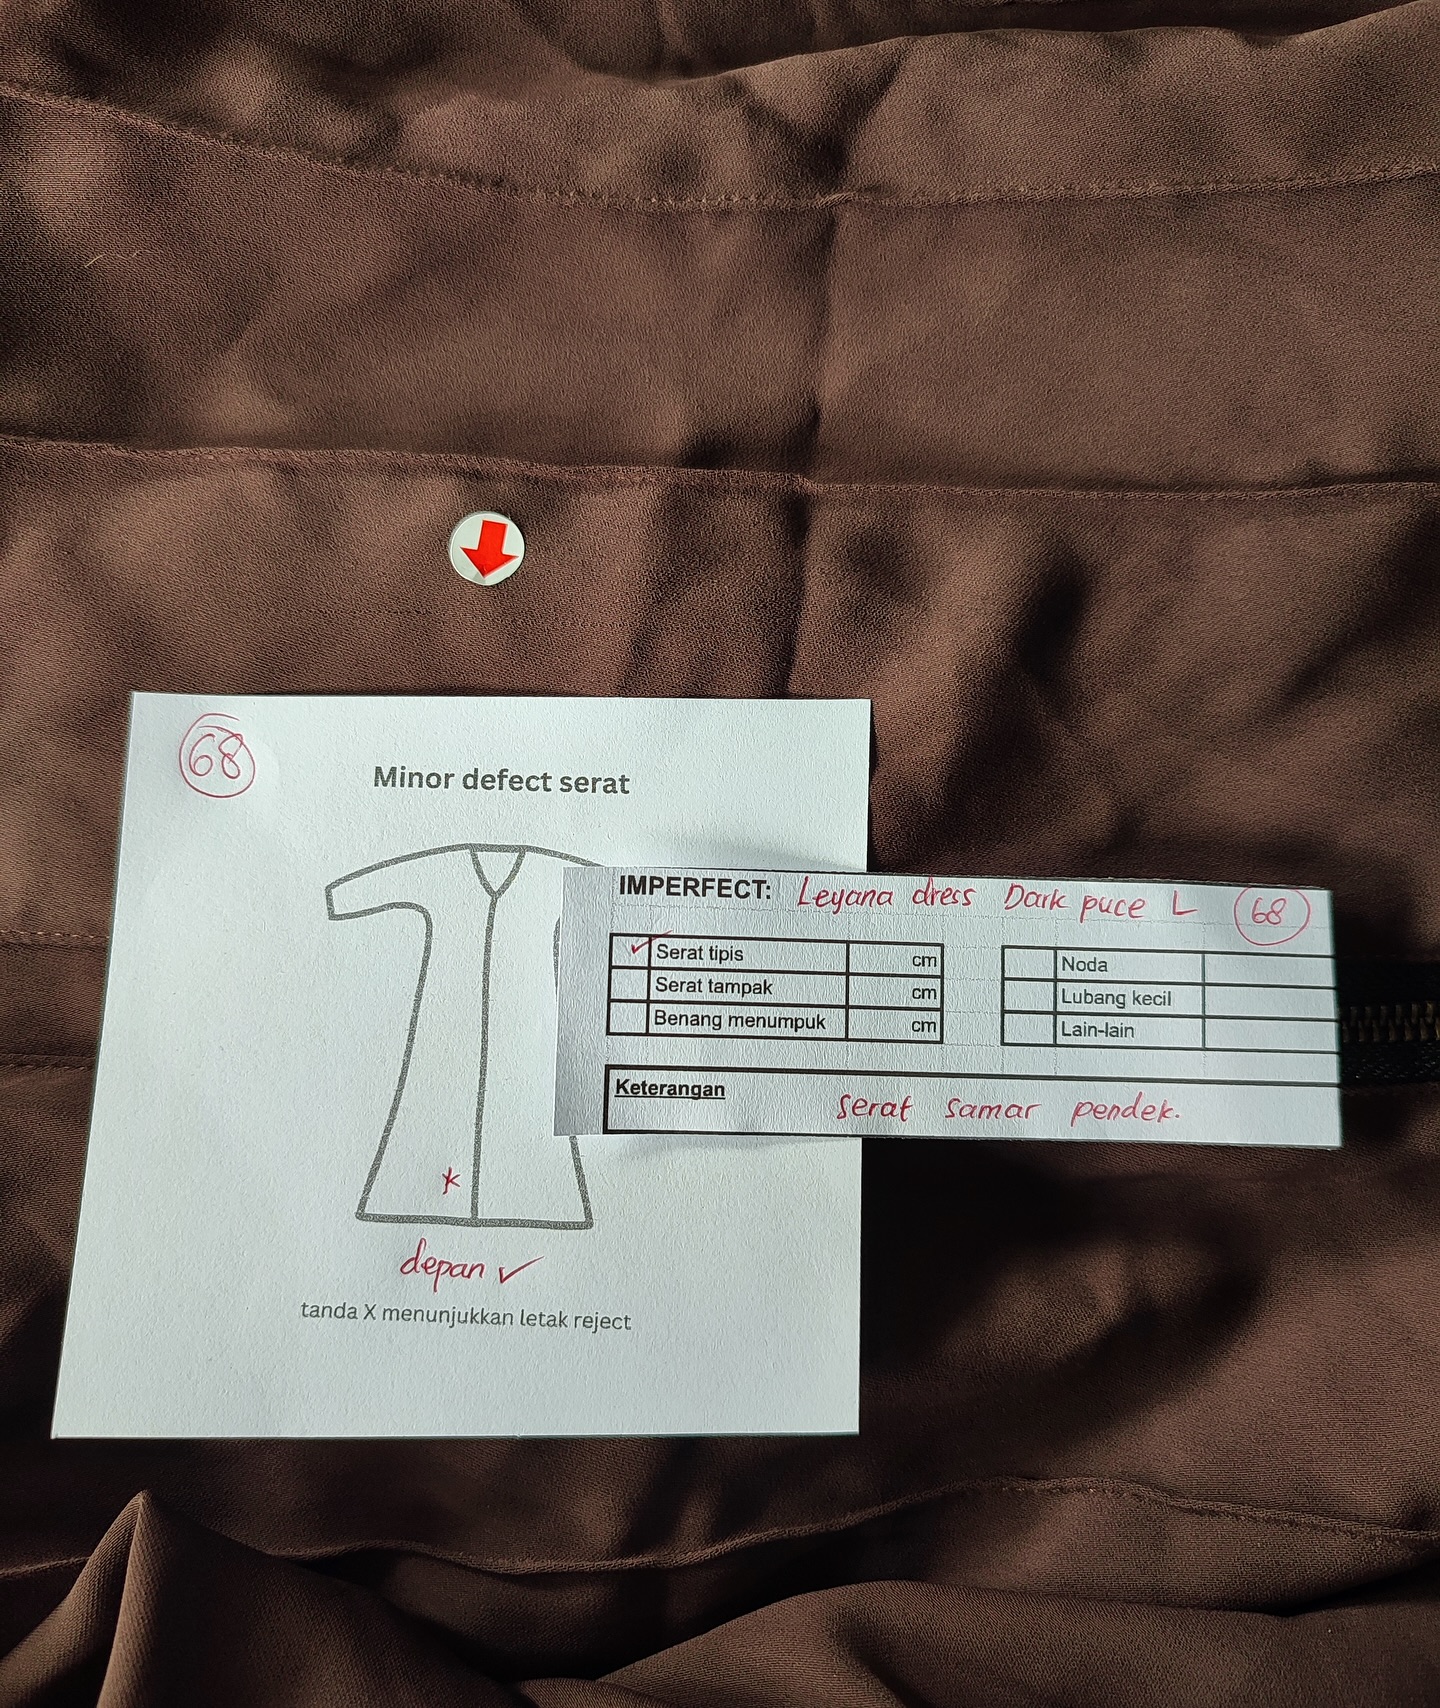 68
Minor defect serat
depan ✓
tanda X menunjukkan letak reject
IMPERFECT: Leyana dress Dark puce L 68
✓ Serat tipis cm
Serat tampak cm
Benang menumpuk cm
Noda
Lubang kecil
Lain-lain
Keterangan
serat samar pendek.